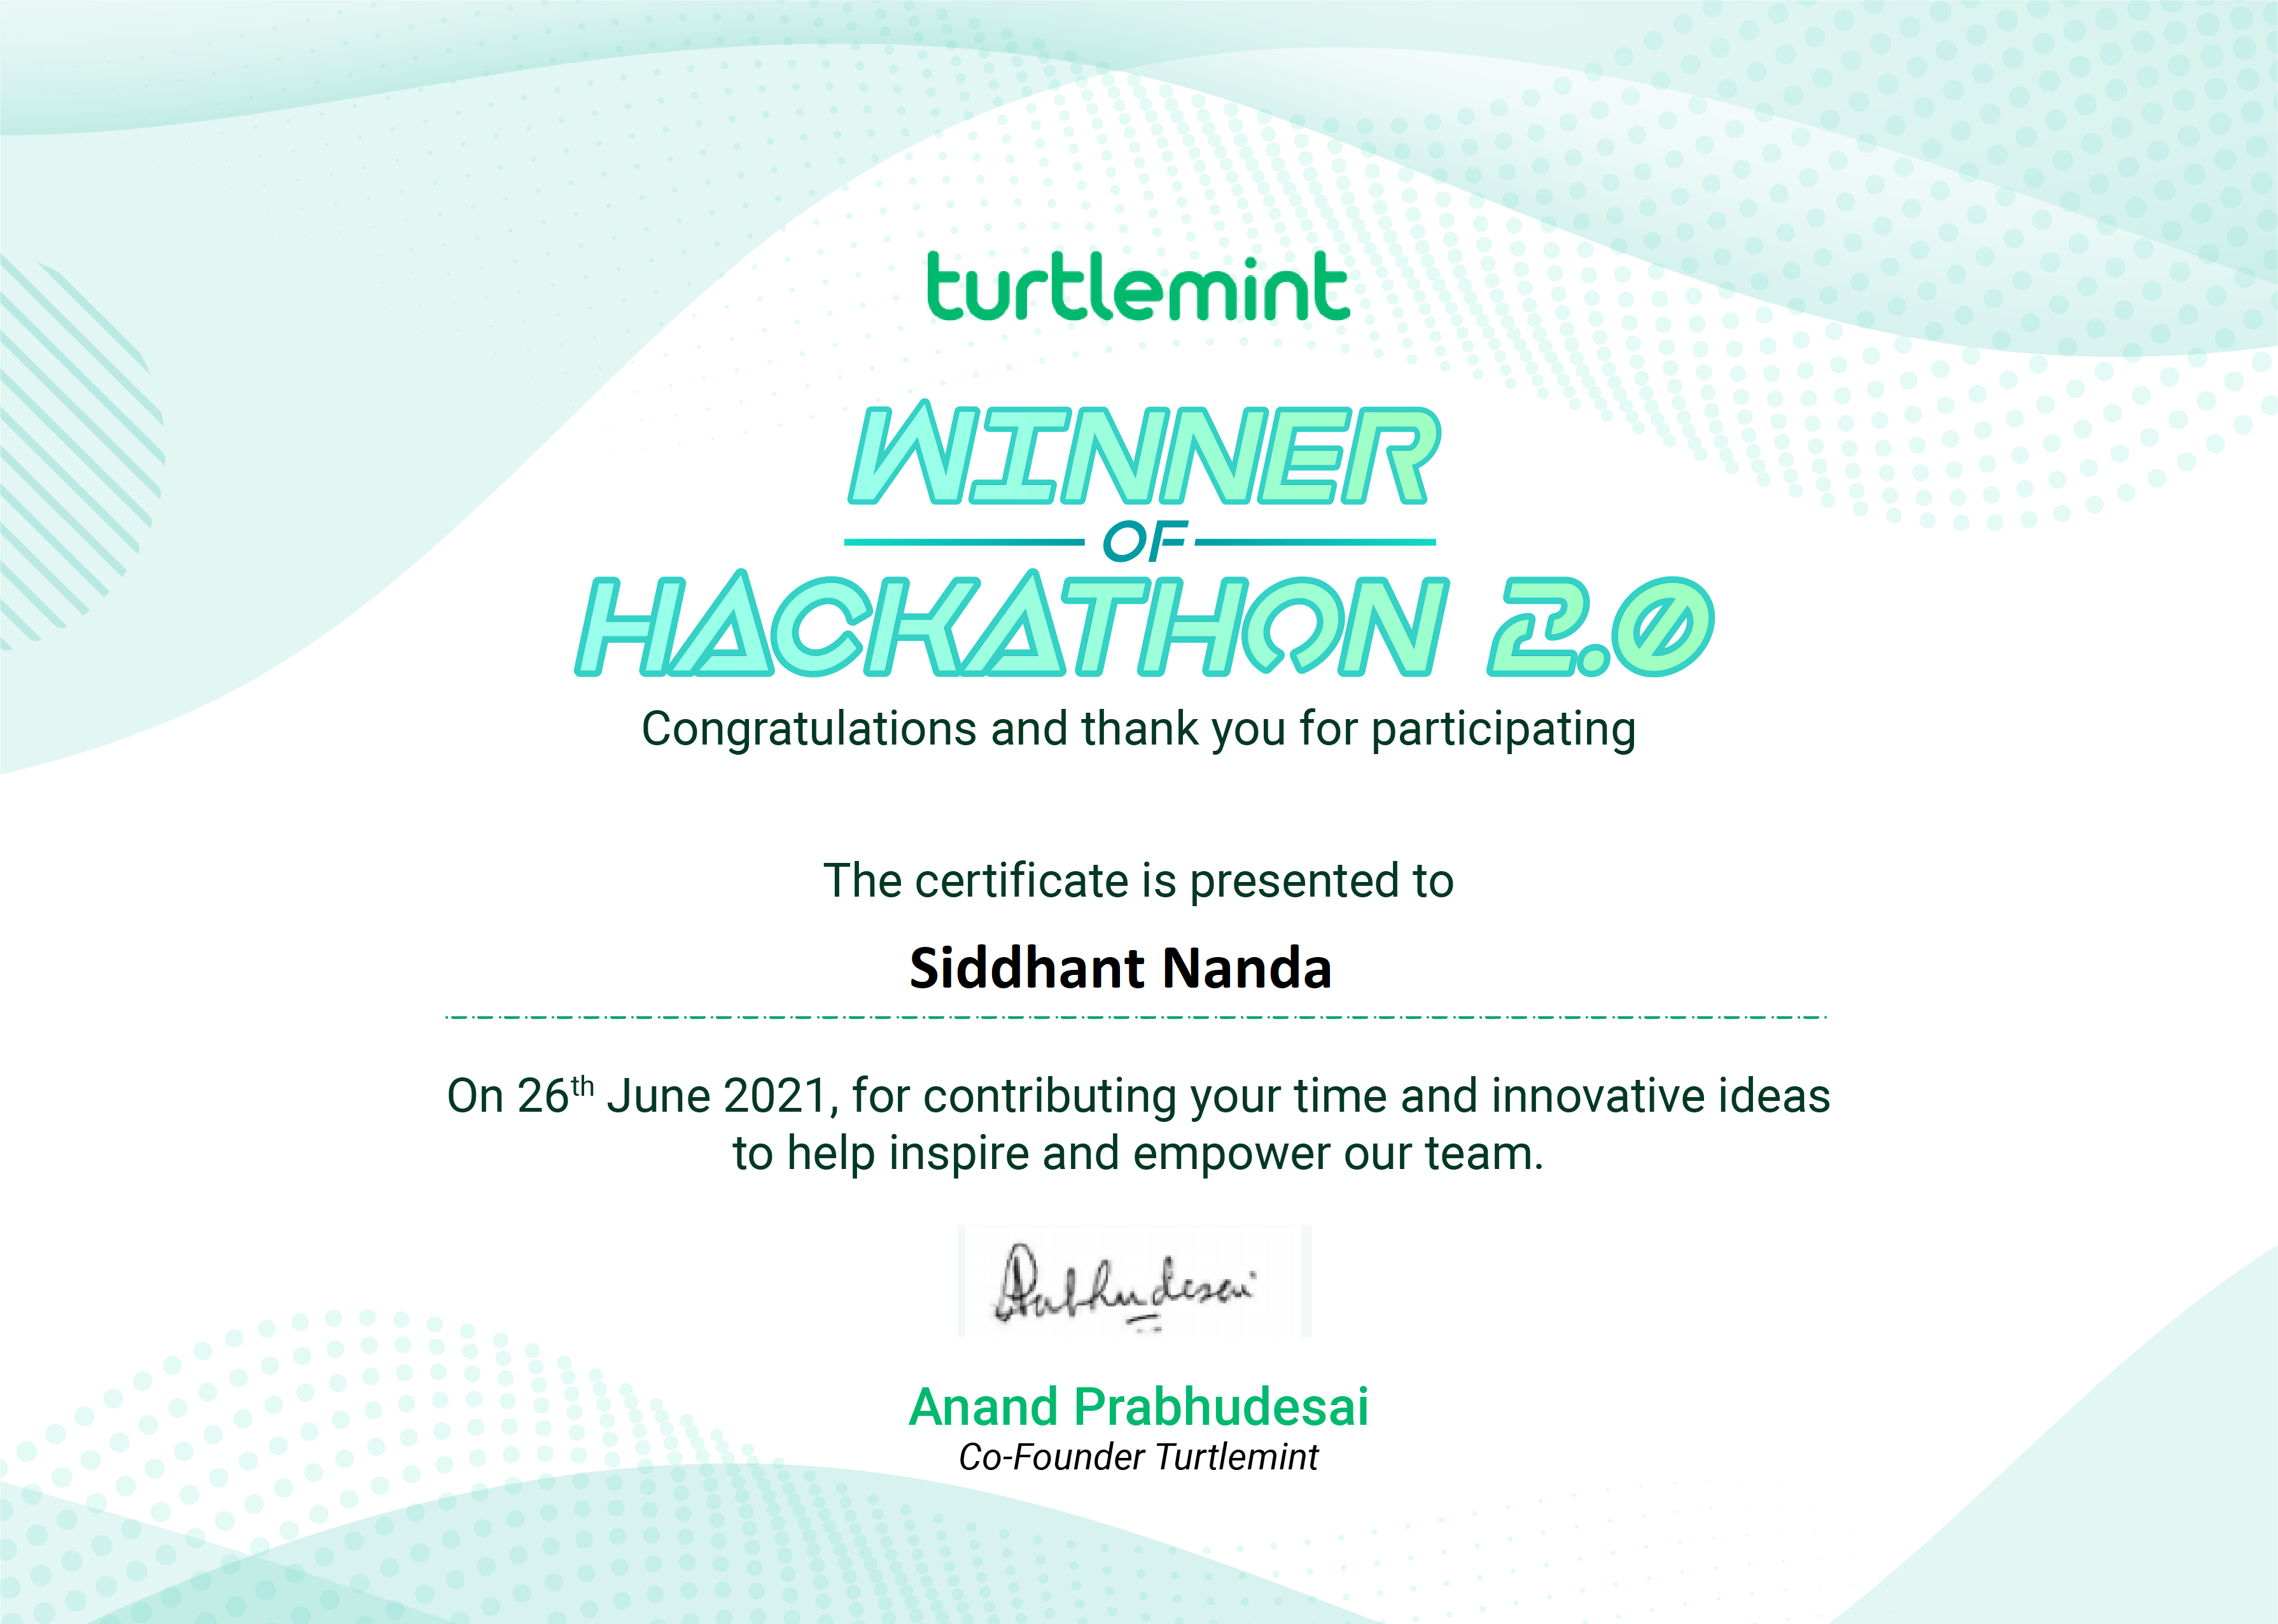 turtlemint
WINNER
OF
HACKATHON 2.0
Congratulations and thank you for participating
The certificate is presented to
Siddhant Nanda
On 26th June 2021, for contributing your time and innovative ideas
to help inspire and empower our team.
Prabhudesai
Anand Prabhudesai
Co-Founder Turtlemint